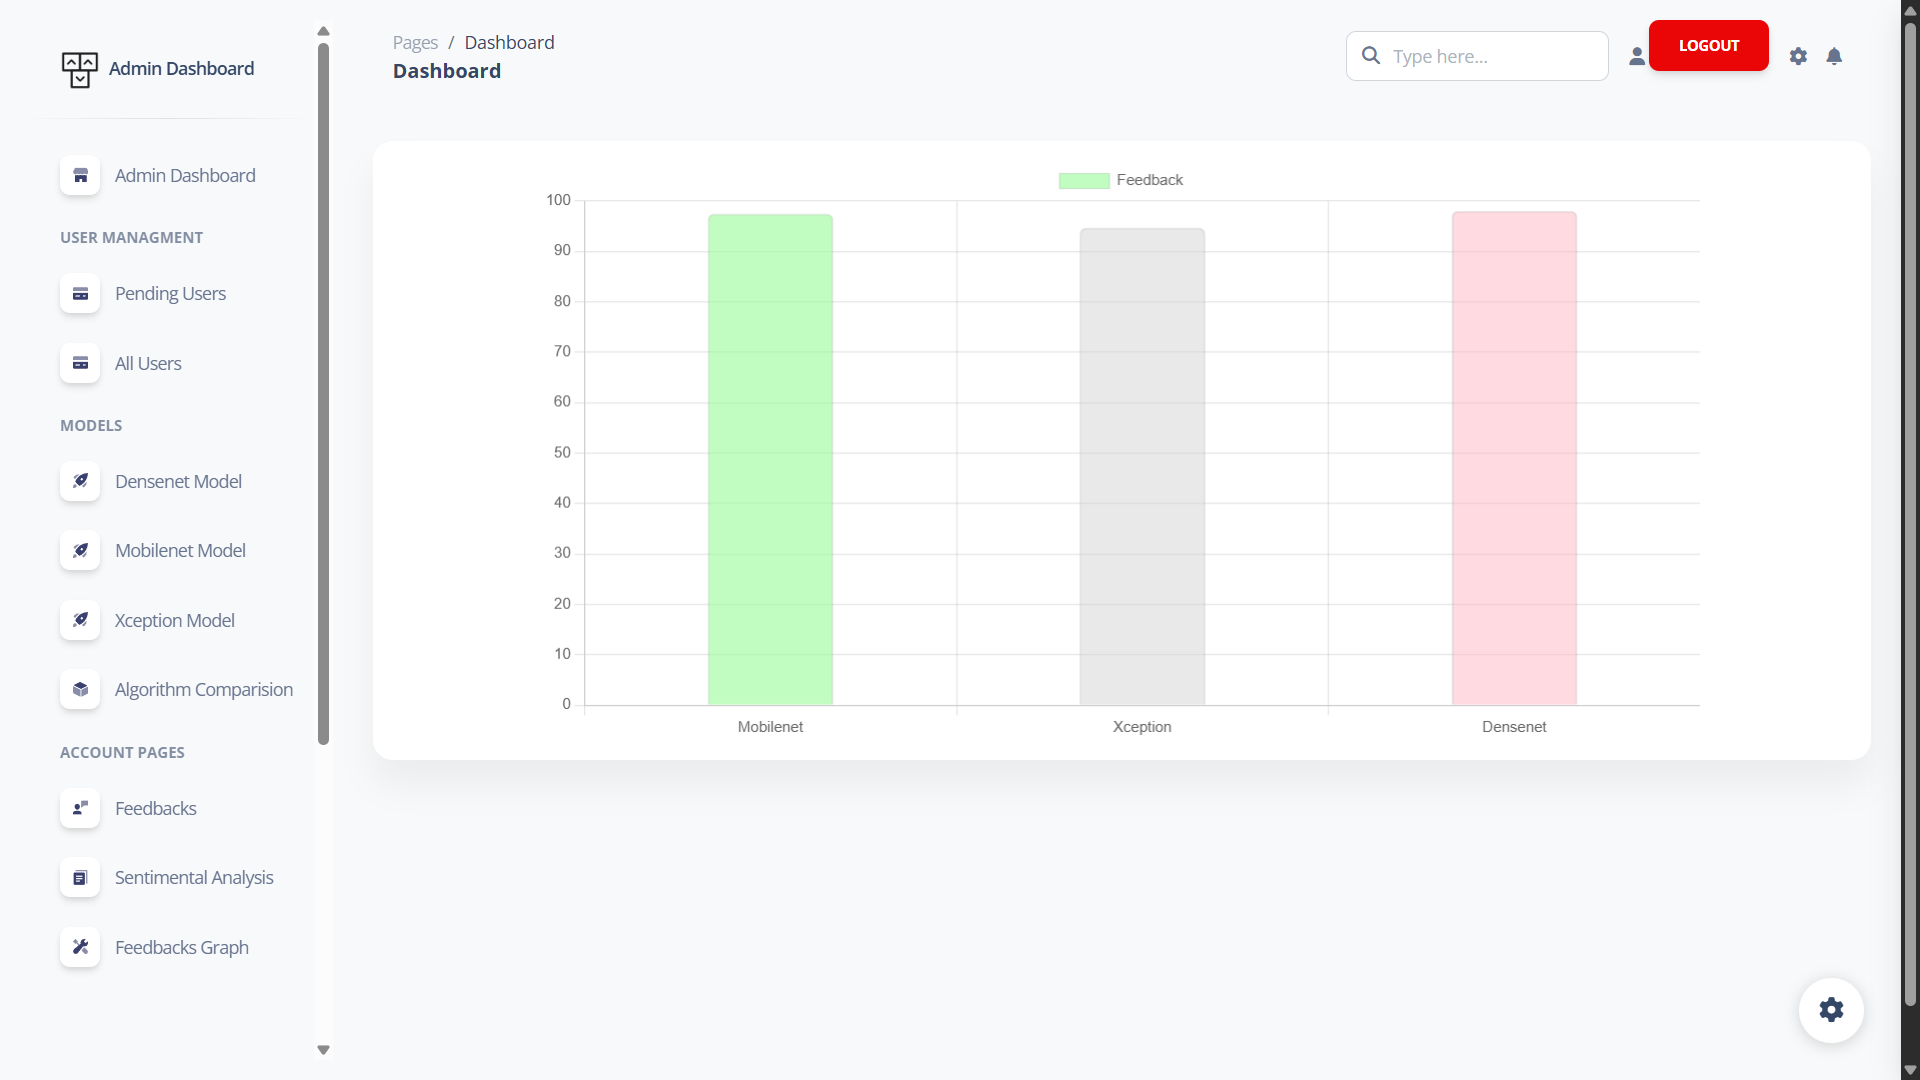 Admin Dashboard
Admin Dashboard
USER MANAGMENT
Pending Users
All Users
MODELS
Densenet Model
Mobilenet Model
Xception Model
Algorithm Comparision
ACCOUNT PAGES
Feedbacks
Sentimental Analysis
Feedbacks Graph
Pages / Dashboard
Dashboard
Type here...
LOGOUT
Feedback
100
90
80
70
60
50
40
30
20
10
0
Mobilenet Xception Densenet